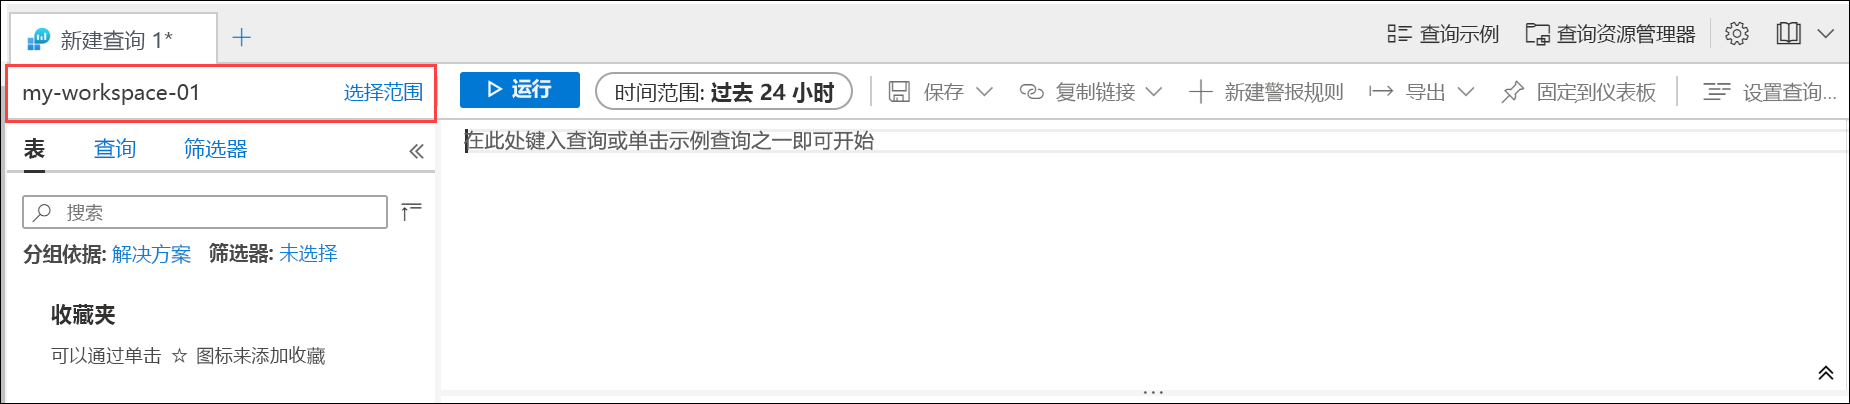 新建查询 1*
查询示例 查询资源管理器
my-workspace-01 选择范围
运行 时间范围: 过去 24 小时 保存 复制链接 新建警报规则 导出 固定到仪表板 设置查询...
表 查询 筛选器
在此处键入查询或单击示例查询之一即可开始
搜索
分组依据: 解决方案 筛选器: 未选择
收藏夹
可以通过单击 ☆ 图标来添加收藏